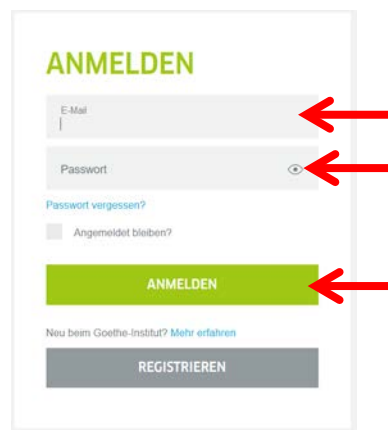 ANMELDEN
E-Mail
Passwort
Passwort vergessen?
Angemeldet bleiben?
ANMELDEN
Neu beim Goethe-Institut? Mehr erfahren
REGISTRIEREN